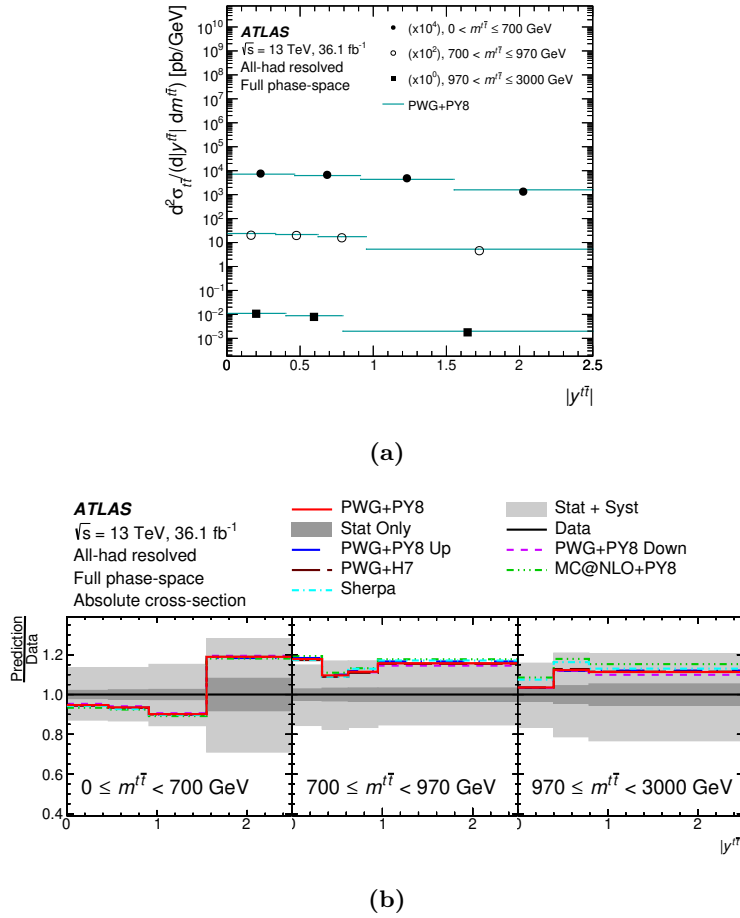 ATLAS
√s = 13 TeV, 36.1 fb⁻¹
All-had resolved
Full phase-space
(x10⁴), 0 < m^{tt̄} ≤ 700 GeV
(x10²), 700 < m^{tt̄} ≤ 970 GeV
(x10⁰), 970 < m^{tt̄} ≤ 3000 GeV
PWG+PY8
d²σ_{tt̄}/(d|y^{tt̄}| dm^{tt̄}) [pb/GeV]
10¹⁰
10⁹
10⁸
10⁷
10⁶
10⁵
10⁴
10³
10²
10
1
10⁻¹
10⁻²
10⁻³
0 0.5 1 1.5 2 2.5
|y^{tt̄}|
(a)
ATLAS
√s = 13 TeV, 36.1 fb⁻¹
All-had resolved
Full phase-space
Absolute cross-section
PWG+PY8
Stat Only
PWG+PY8 Up
PWG+H7
Sherpa
Stat + Syst
Data
PWG+PY8 Down
MC@NLO+PY8
Prediction
Data
1.2
1.0
0.8
0.6
0.4
0 ≤ m^{tt̄} < 700 GeV
700 ≤ m^{tt̄} < 970 GeV
970 ≤ m^{tt̄} < 3000 GeV
0 1 2 0 1 2 0 1 2
|y^{tt̄}|
(b)